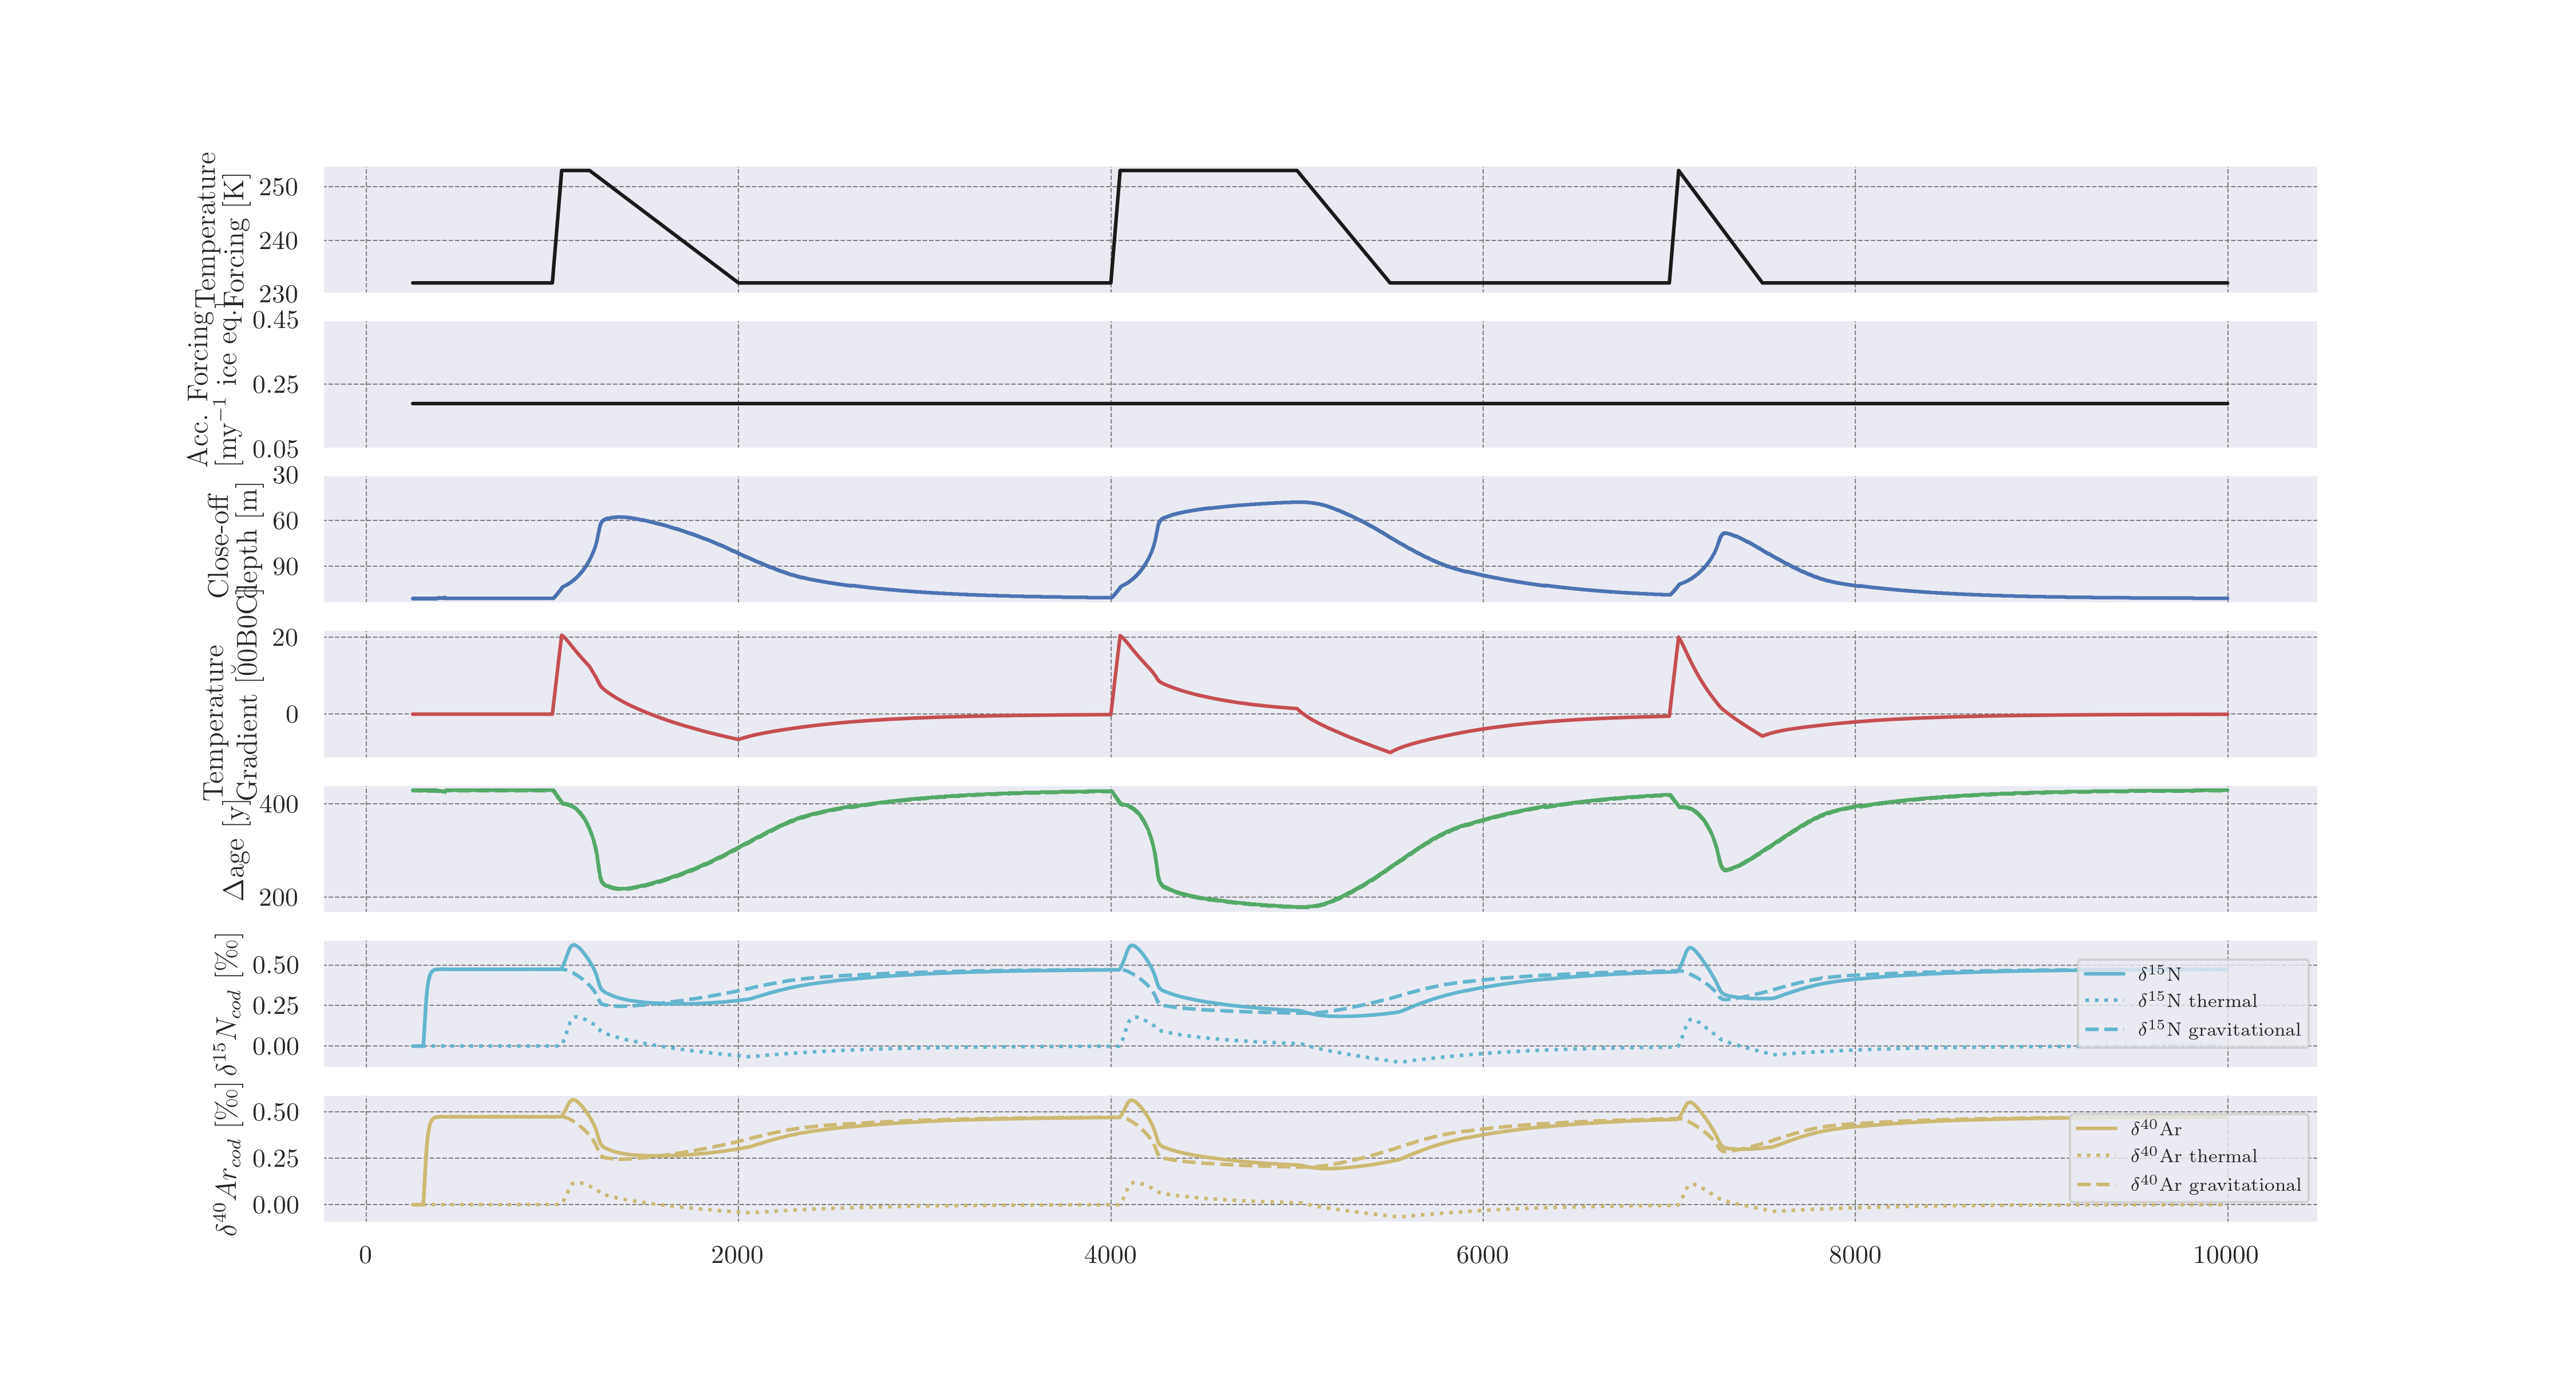 Temperature
Forcing [K]
250
240
230
Acc. Forcing
[my⁻¹ ice eq.]
0.45
0.25
0.05
Close-off
depth [m]
30
60
90
Temperature
Gradient [˘00B0C]
20
0
Δage [y]
400
200
δ¹⁵N_cod [‰]
0.50
0.25
0.00
δ¹⁵N
δ¹⁵N thermal
δ¹⁵N gravitational
δ⁴⁰Ar_cod [‰]
0.50
0.25
0.00
δ⁴⁰Ar
δ⁴⁰Ar thermal
δ⁴⁰Ar gravitational
0 2000 4000 6000 8000 10000